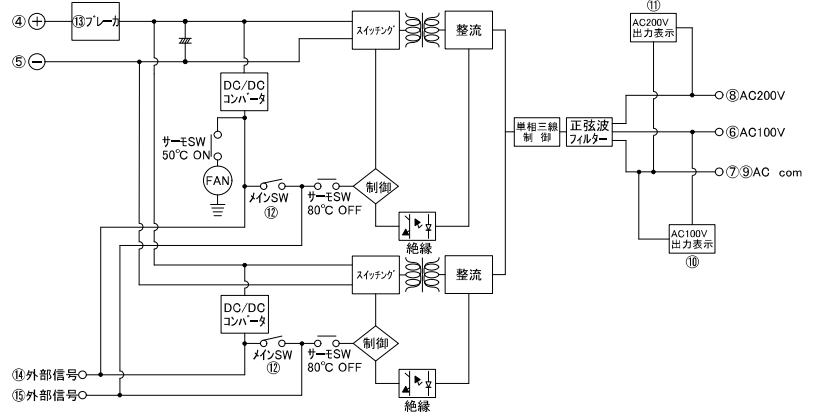 ④ + ⑬ブレーカ
⑤ −
スイッチング
整流
⑪
AC200V
出力表示
DC/DC
コンバータ
サーモSW
50℃ ON
FAN
メインSW
⑫
サーモSW
80℃ OFF
制御
絶縁
単相三線
制 御
正弦波
フィルター
⑧AC200V
⑥AC100V
⑦⑨AC com
AC100V
出力表示
⑩
スイッチング
整流
DC/DC
コンバータ
メインSW
⑫
サーモSW
80℃ OFF
制御
絶縁
⑭外部信号
⑮外部信号